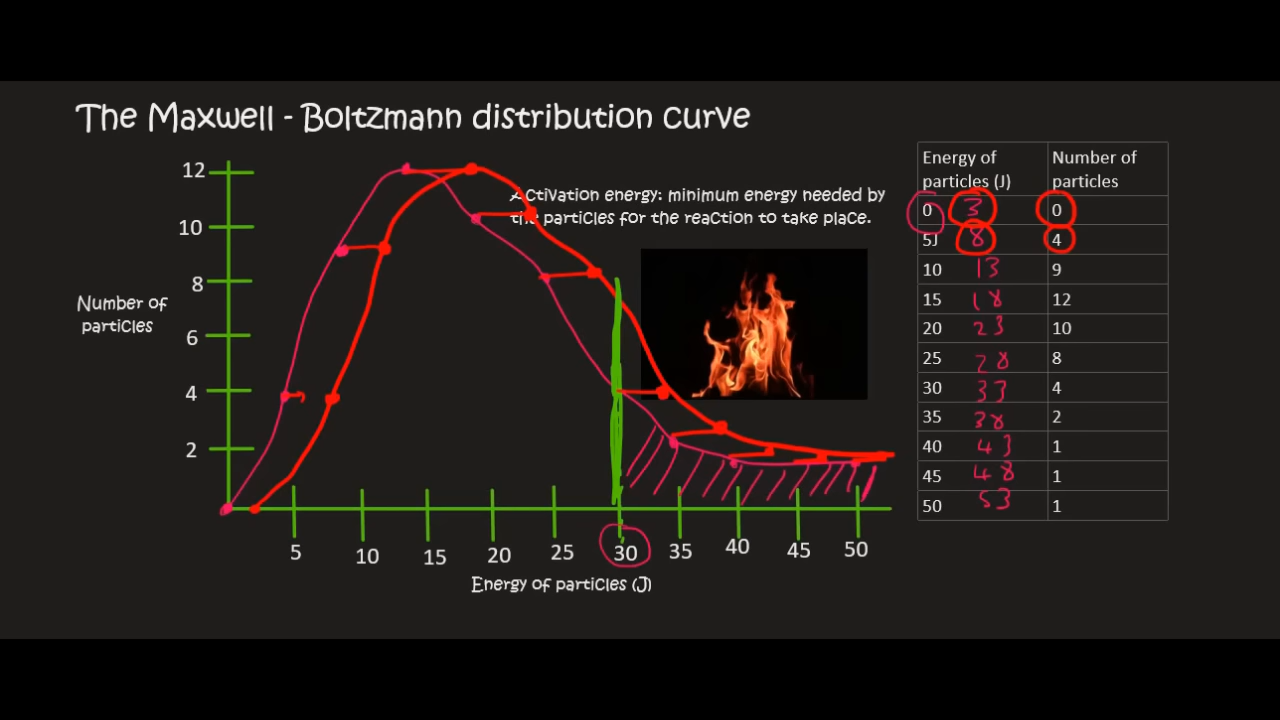 The Maxwell - Boltzmann distribution curve
12
10
8
6
4
2
Number of
particles
Activation energy: minimum energy needed by
the particles for the reaction to take place.
5 10 15 20 25 30 35 40 45 50
Energy of particles (J)
Energy of particles (J) Number of particles
0 3 0
5J 8 4
10 13 9
15 18 12
20 23 10
25 28 8
30 33 4
35 38 2
40 43 1
45 48 1
50 53 1